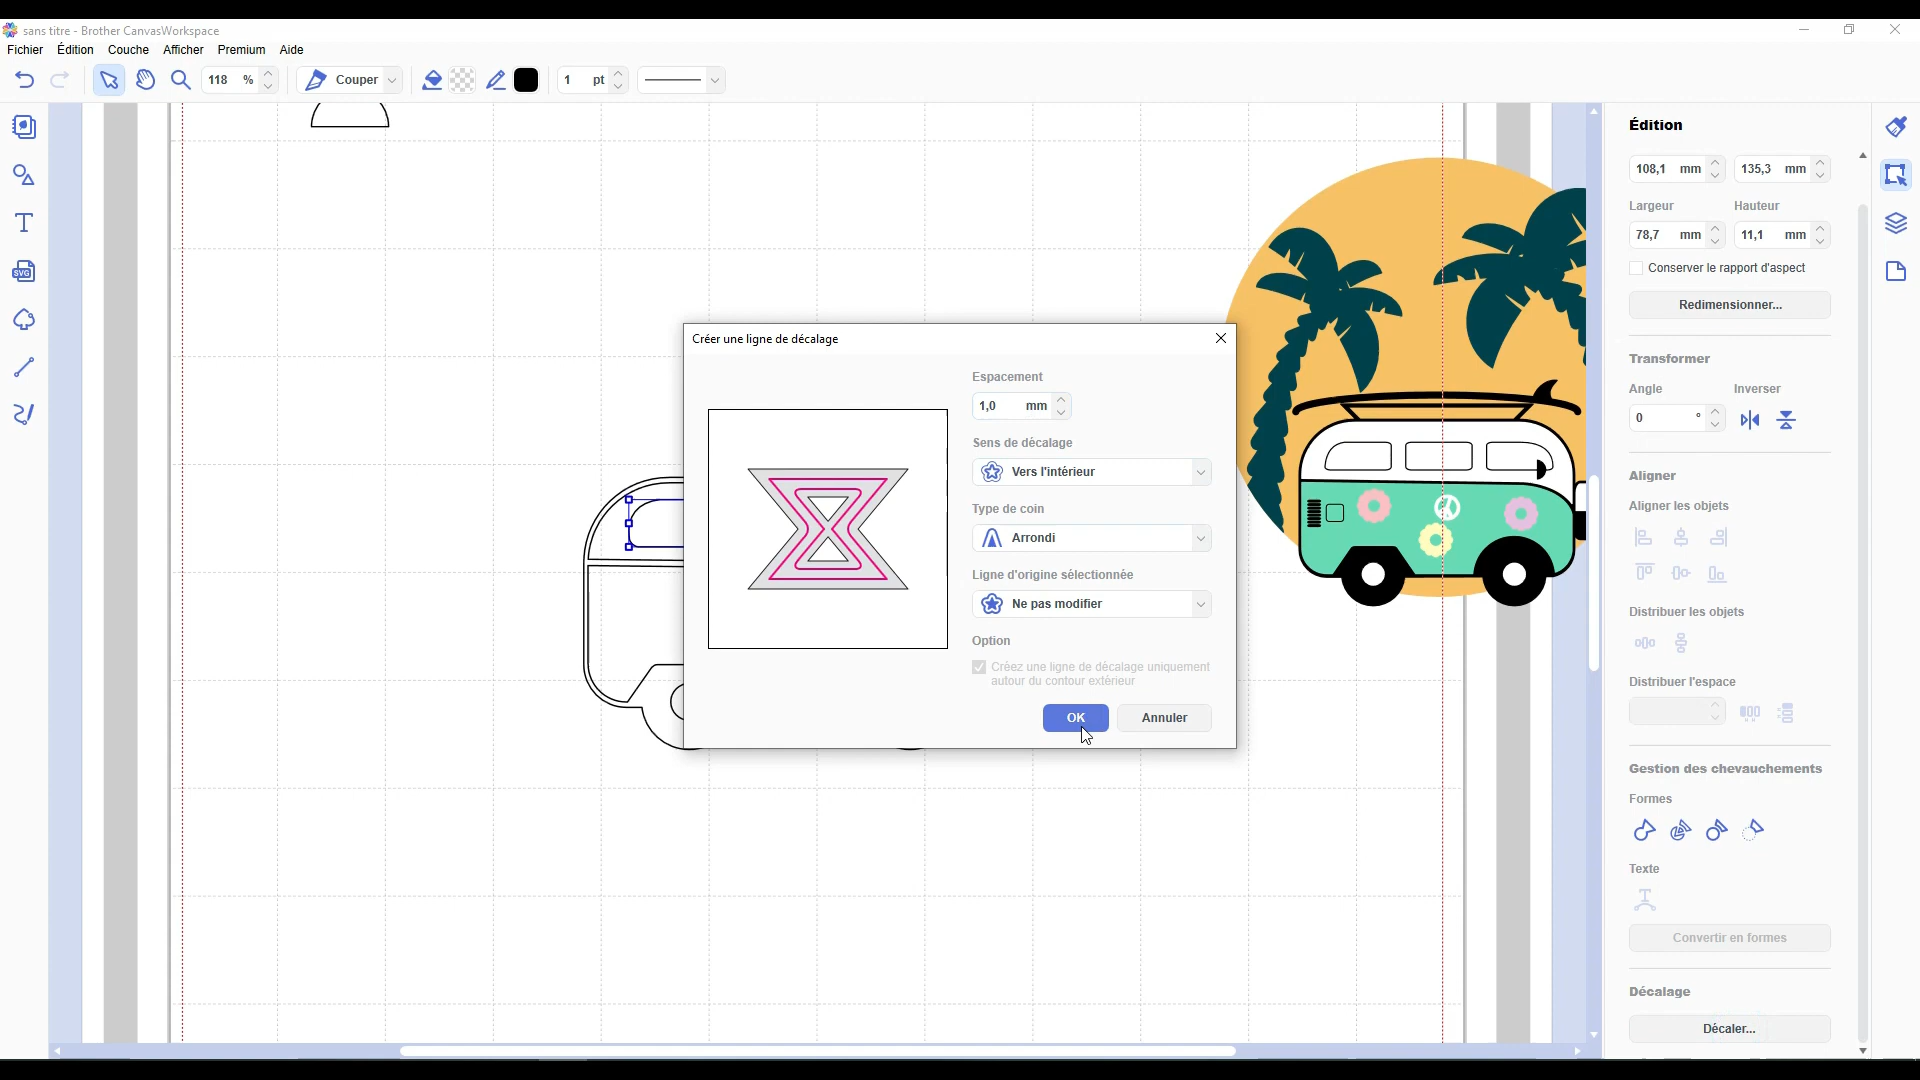 sans titre - Brother CanvasWorkspace
Fichier Édition Couche Afficher Premium Aide
118 % Couper 1 pt
SVG
Édition
108,1 mm 135,3 mm
Largeur Hauteur
78,7 mm 11,1 mm
Conserver le rapport d'aspect
Redimensionner...
Transformer
Angle Inverser
0 °
Aligner
Aligner les objets
Distribuer les objets
Distribuer l'espace
Gestion des chevauchements
Formes
Texte
Convertir en formes
Décalage
Décaler...
Créer une ligne de décalage
Espacement
1,0 mm
Sens de décalage
Vers l'intérieur
Type de coin
Arrondi
Ligne d'origine sélectionnée
Ne pas modifier
Option
Créez une ligne de décalage uniquement
autour du contour extérieur
OK Annuler